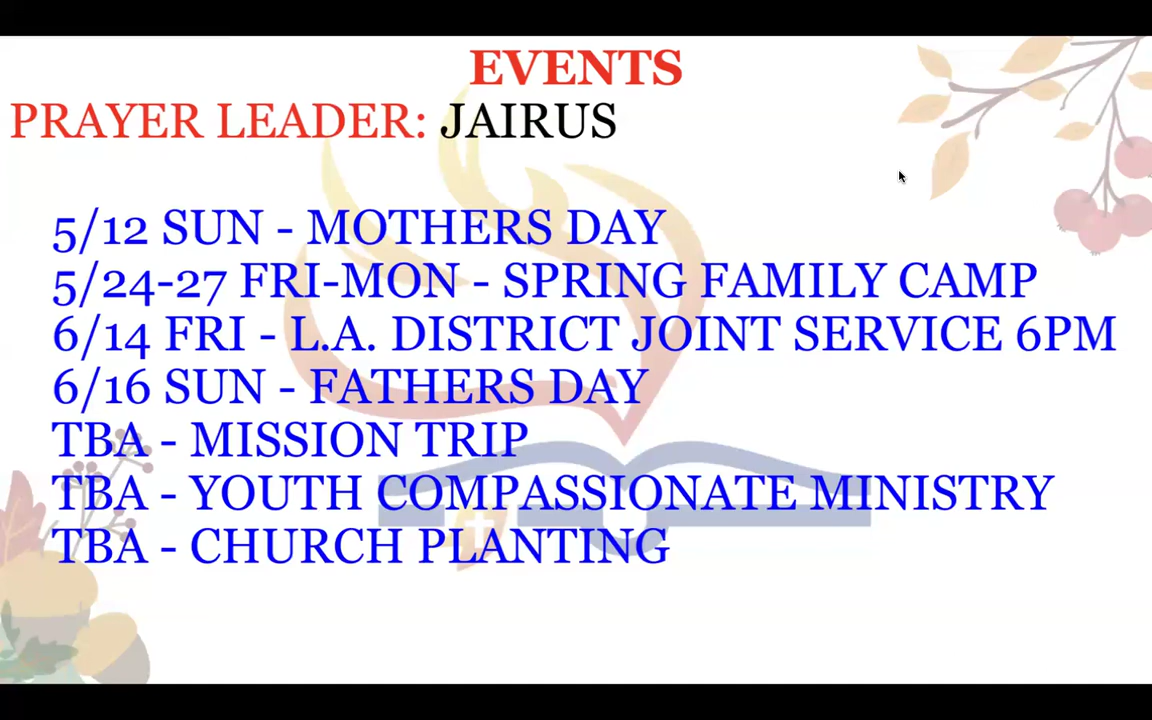 EVENTS
PRAYER LEADER: JAIRUS
5/12 SUN - MOTHERS DAY
5/24-27 FRI-MON - SPRING FAMILY CAMP
6/14 FRI - L.A. DISTRICT JOINT SERVICE 6PM
6/16 SUN - FATHERS DAY
TBA - MISSION TRIP
TBA - YOUTH COMPASSIONATE MINISTRY
TBA - CHURCH PLANTING